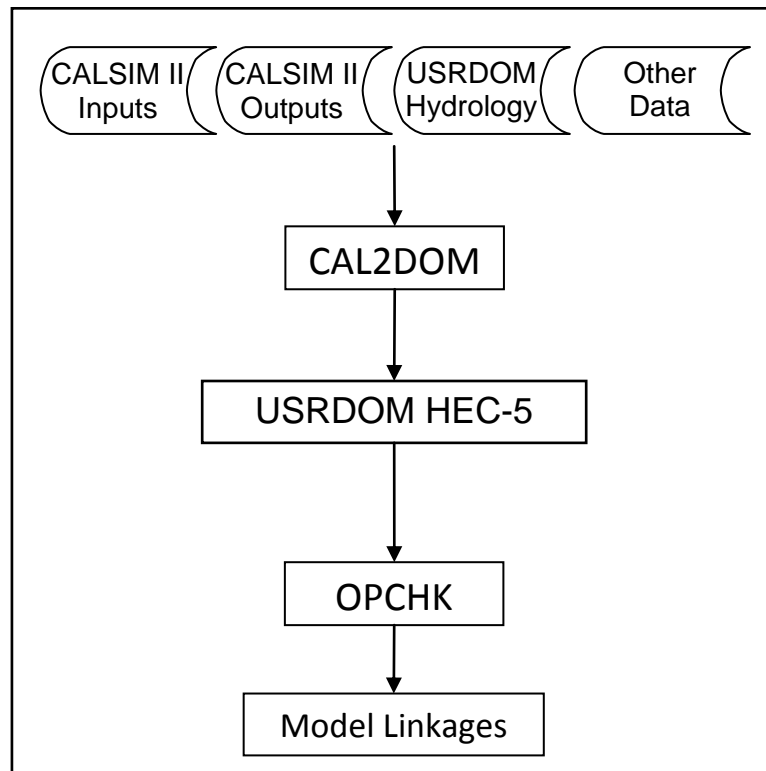 CALSIM II
Inputs
CALSIM II
Outputs
USRDOM
Hydrology
Other
Data
CAL2DOM
USRDOM HEC-5
OPCHK
Model Linkages